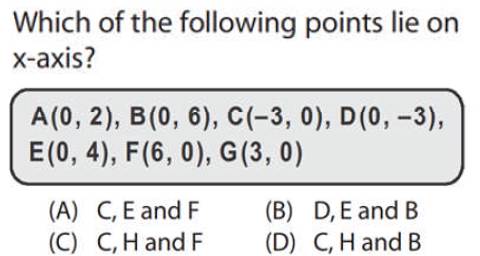 Which of the following points lie on
x-axis?
A(0, 2), B(0, 6), C(–3, 0), D(0, –3),
E(0, 4), F(6, 0), G(3, 0)
(A) C, E and F (B) D, E and B
(C) C, H and F (D) C, H and B